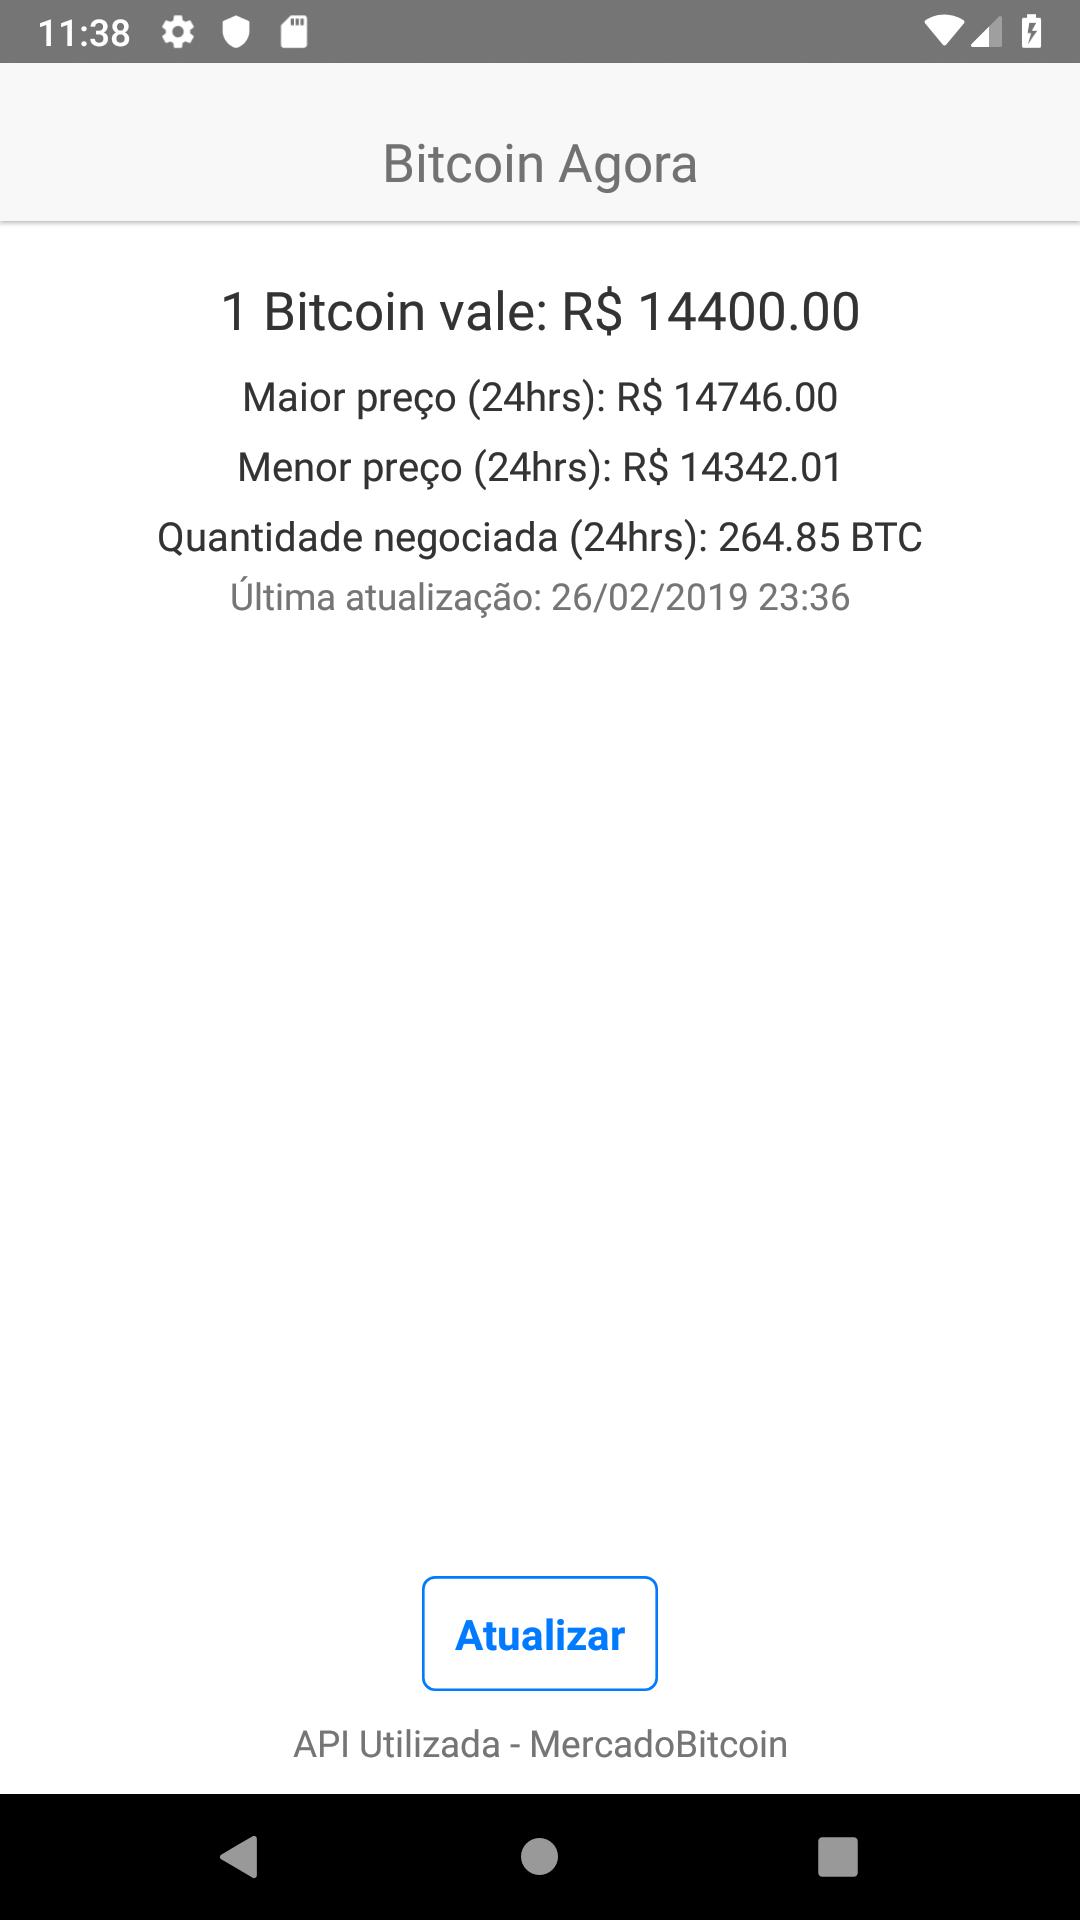 11:38
Bitcoin Agora
1 Bitcoin vale: R$ 14400.00
Maior preço (24hrs): R$ 14746.00
Menor preço (24hrs): R$ 14342.01
Quantidade negociada (24hrs): 264.85 BTC
Última atualização: 26/02/2019 23:36
Atualizar
API Utilizada - MercadoBitcoin